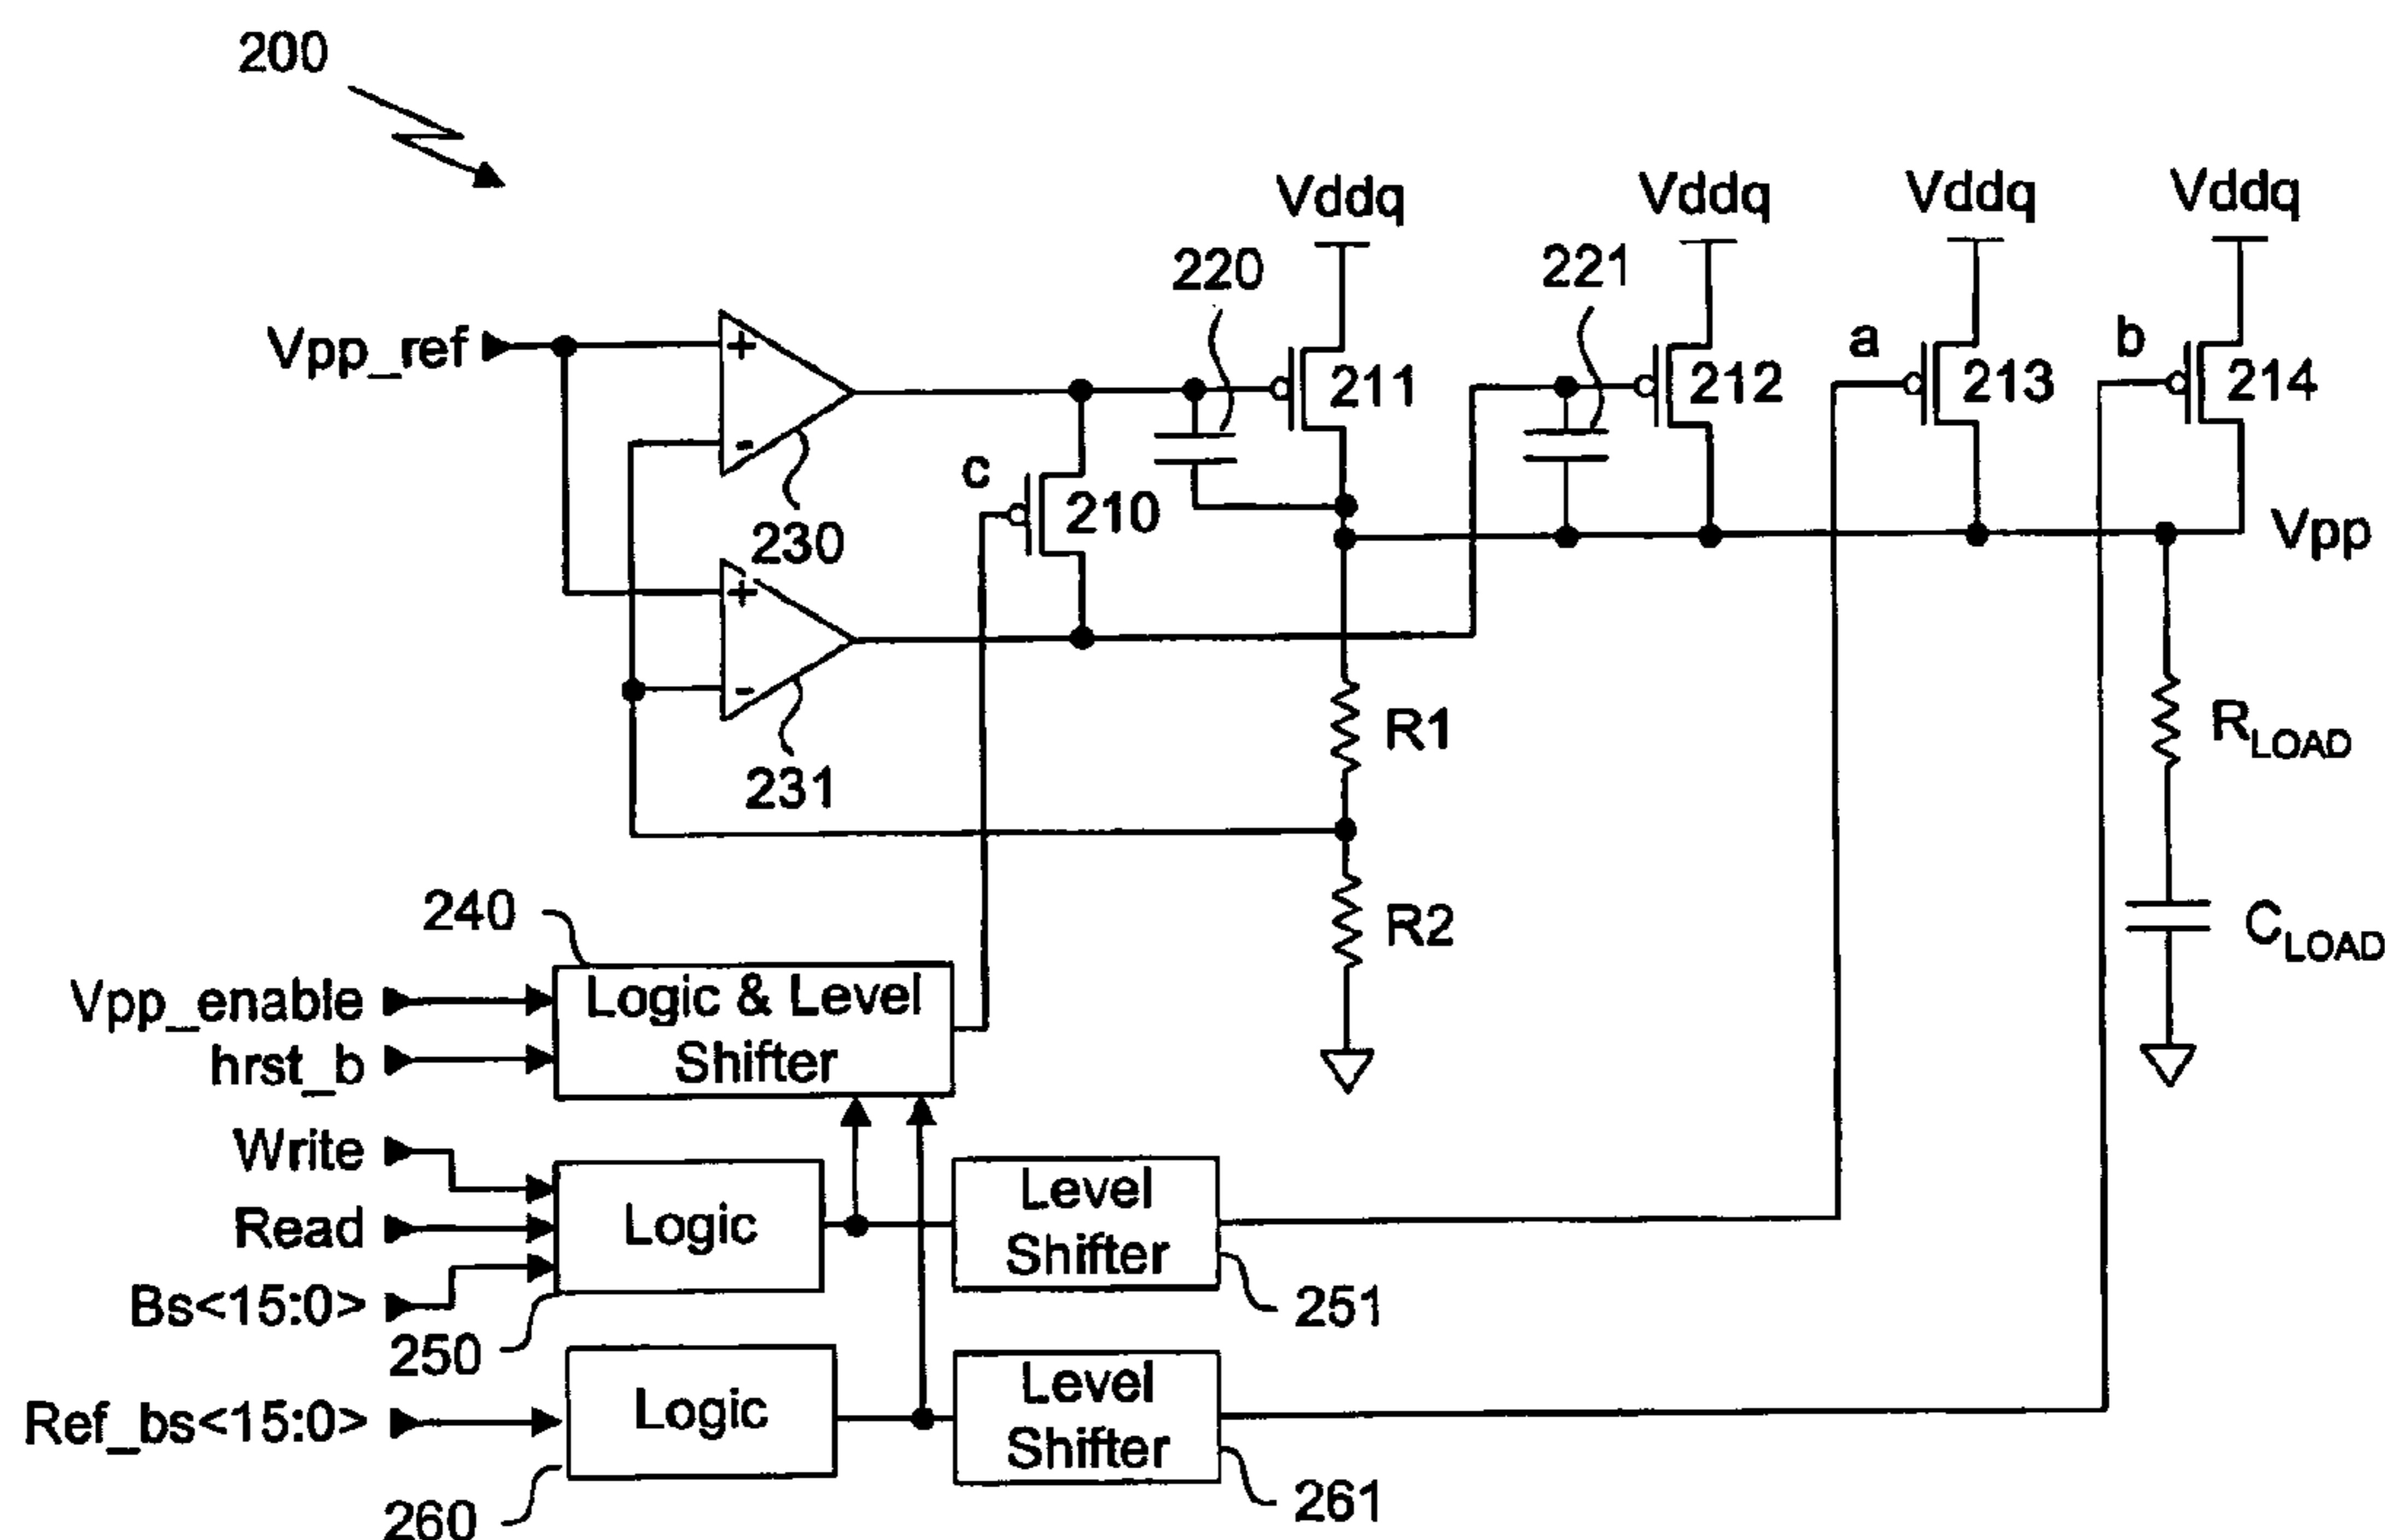 200
Vddq Vddq Vddq Vddq
220 221
Vpp_ref + 211 212 a 213 b 214
-
c 210 Vpp
230
+
-
231
R1 RLOAD
240 R2 CLOAD
Vpp_enable
hrst_b
Logic & Level
Shifter
Write
Read
Bs<15:0>
Logic
250
Level
Shifter
251
Ref_bs<15:0>
Logic
260
Level
Shifter
261